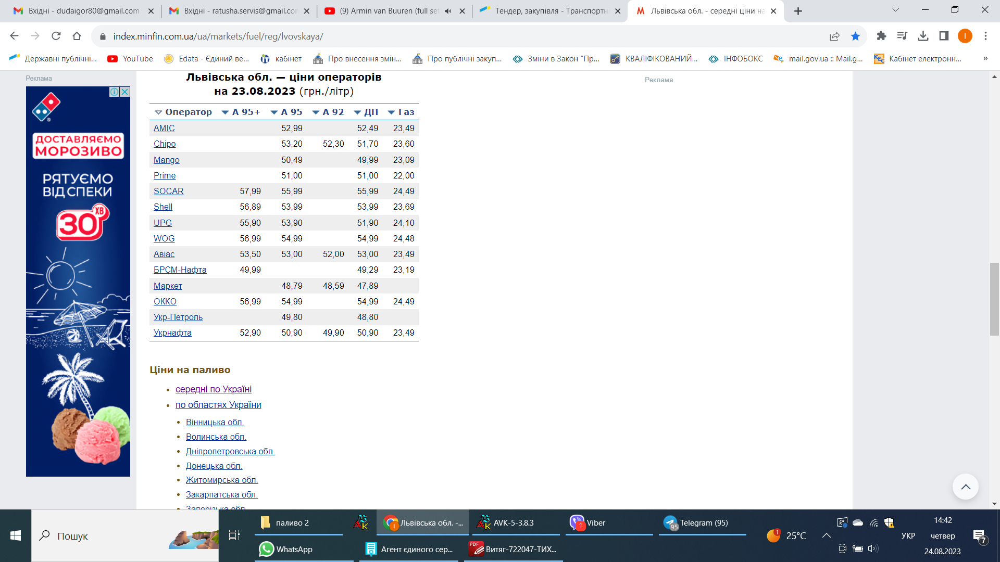 Вхідні - dudaigor80@gmail.com
Вхідні - ratusha.servis@gmail.con
(9) Armin van Buuren (full set
Тендер, закупівля - Транспортн
Львівська обл. - середні ціни на
index.minfin.com.ua/ua/markets/fuel/reg/lvovskaya/
I
Державні публічні...
YouTube
Edata - Єдиний ве...
кабінет
Про внесення змін...
Про публічні закуп...
Зміни в Закон "Пр...
КВАЛІФІКОВАНИЙ...
ІНФОБОКС
mail.gov.ua :: Mail.g...
Кабінет електронн...
»
Реклама
ДОСТАВЛЯЄМО
МОРОЗИВО
РЯТУЄМО
ВІД СПЕКИ
30 ХВ
Львівська обл. — ціни операторів
на 23.08.2023 (грн./літр)
Оператор А 95+ А 95 А 92 ДП Газ
AMIC 52,99 52,49 23,49
Chipo 53,20 52,30 51,70 23,60
Mango 50,49 49,99 23,09
Prime 51,00 51,00 22,00
SOCAR 57,99 55,99 55,99 24,49
Shell 56,89 53,99 53,99 23,69
UPG 55,90 53,90 51,90 24,10
WOG 56,99 54,99 54,99 24,48
Авіас 53,50 53,00 52,00 53,00 23,49
БРСМ-Нафта 49,99 49,29 23,19
Маркет 48,79 48,59 47,89
ОККО 56,99 54,99 54,99 24,49
Укр-Петроль 49,80 48,80
Укрнафта 52,90 50,90 49,90 50,90 23,49
Реклама
Ціни на паливо
• середні по Україні
• по областях України
• Вінницька обл.
• Волинська обл.
• Дніпропетровська обл.
• Донецька обл.
• Житомирська обл.
• Закарпатська обл.
• Запорізька обл.
Пошук
паливо 2
Львівська обл. -...
AVK-5-3.8.3
Viber
1
Telegram (95)
95
WhatsApp
Агент єдиного сер...
PDF
Витяг-722047-ТИХ...
1
25°C
УКР
14:42
четвер
24.08.2023
7